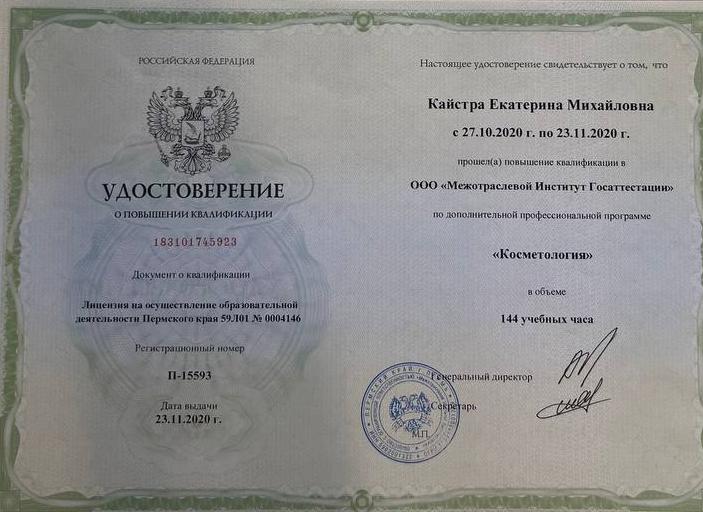 РОССИЙСКАЯ ФЕДЕРАЦИЯ
УДОСТОВЕРЕНИЕ
О ПОВЫШЕНИИ КВАЛИФИКАЦИИ
183101745923
Документ о квалификации
Лицензия на осуществление образовательной
деятельности Пермского края 59Л01 № 0004146
Регистрационный номер
П-15593
Дата выдачи
23.11.2020 г.
Настоящее удостоверение свидетельствует о том, что
Кайстра Екатерина Михайловна
с 27.10.2020 г. по 23.11.2020 г.
прошел(а) повышение квалификации в
ООО «Межотраслевой Институт Госаттестации»
по дополнительной профессиональной программе
«Косметология»
в объеме
144 учебных часа
Генеральный директор
Секретарь
М.П.
ПЕРМСКИЙ КРАЙ Г. ПЕРМЬ